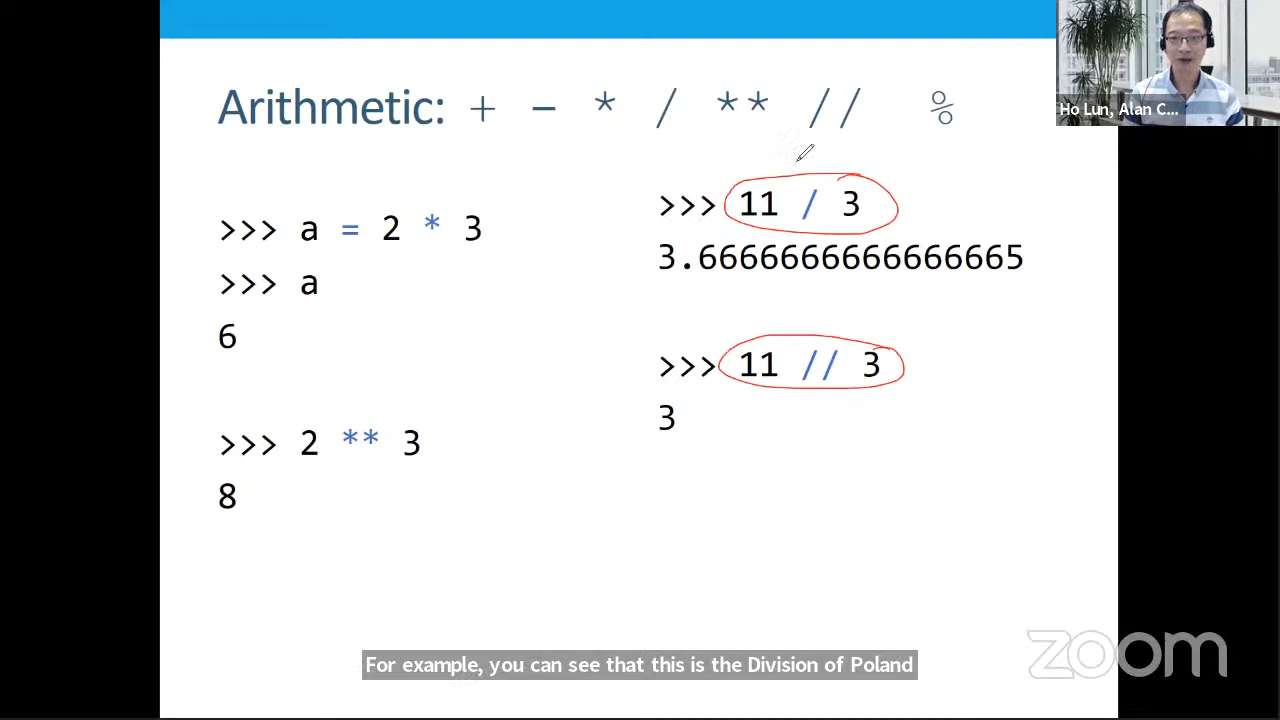 Arithmetic: + - * / ** // %
Ho Lun, Alan C...
>>> a = 2 * 3
>>> a
6
>>> 2 ** 3
8
>>> 11 / 3
3.6666666666666665
>>> 11 // 3
3
For example, you can see that this is the Division of Poland
zoom